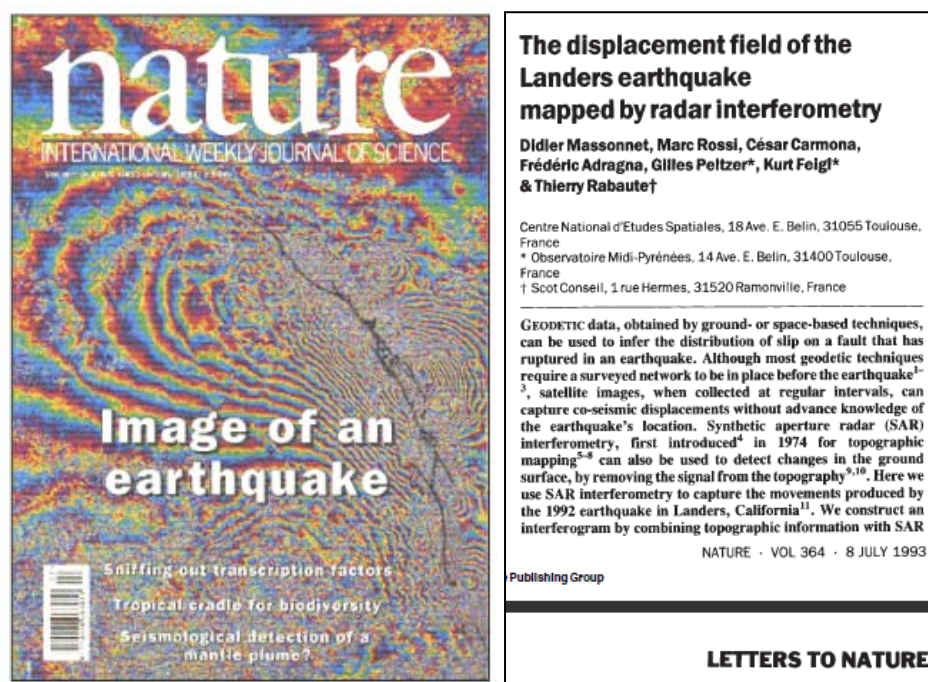 nature
INTERNATIONAL WEEKLY JOURNAL OF SCIENCE
Image of an
earthquake
Sniffing out transcription factors
Tropical cradle for biodiversity
Seismological detection of a
mantle plume?
The displacement field of the
Landers earthquake
mapped by radar interferometry
Didier Massonnet, Marc Rossi, César Carmona,
Frédéric Adragna, Gilles Peltzer*, Kurt Feigl*
& Thierry Rabaute†
Centre National d'Etudes Spatiales, 18 Ave. E. Belin, 31055 Toulouse,
France
* Observatoire Midi-Pyrénées, 14 Ave. E. Belin, 31400 Toulouse,
France
† Scot Conseil, 1 rue Hermes, 31520 Ramonville, France
GEODETIC data, obtained by ground- or space-based techniques,
can be used to infer the distribution of slip on a fault that has
ruptured in an earthquake. Although most geodetic techniques
require a surveyed network to be in place before the earthquake1–
3, satellite images, when collected at regular intervals, can
capture co-seismic displacements without advance knowledge of
the earthquake's location. Synthetic aperture radar (SAR)
interferometry, first introduced4 in 1974 for topographic
mapping5–8 can also be used to detect changes in the ground
surface, by removing the signal from the topography9,10. Here we
use SAR interferometry to capture the movements produced by
the 1992 earthquake in Landers, California11. We construct an
interferogram by combining topographic information with SAR
NATURE · VOL 364 · 8 JULY 1993
Publishing Group
LETTERS TO NATURE